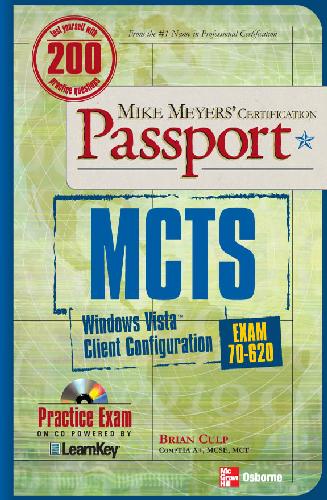 test yourself with
200
practice questions
From the #1 Name in Professional Certification
MIKE MEYERS' CERTIFICATION
Passport
MCTS
Windows Vista™
Client Configuration
EXAM
70-620
Practice Exam
ON CD POWERED BY
LearnKey
BRIAN CULP
COMPTIA A+, MCSE, MCT
Mc
Graw
Hill
Osborne